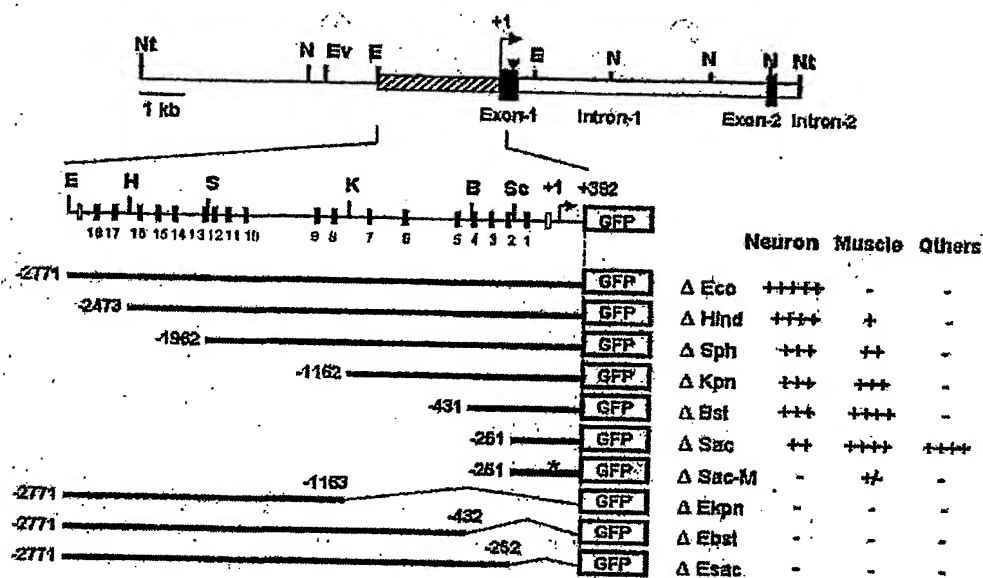 +1
Nt N Ev E E N N N Nt
1 kb Exon-1 Intron-1 Exon-2 Intron-2
E H S K B Sc +1 +382
GFP
18 17 16 15 14 13 12 11 10 9 8 7 6 5 4 3 2 1
Neuron Muscle Others
-2771 GFP Δ Eco +++++ - -
-2473 GFP Δ Hind ++++ + -
-1962 GFP Δ Sph +++ ++ -
-1162 GFP Δ Kpn +++ +++ -
-431 GFP Δ Bst +++ ++++ -
-251 GFP Δ Sac ++ ++++ ++++
-251 * GFP Δ Sac-M - +/- -
-2771 -1163 GFP Δ Ekpn - - -
-2771 -432 GFP Δ Ebst - - -
-2771 -252 GFP Δ Esac - - -